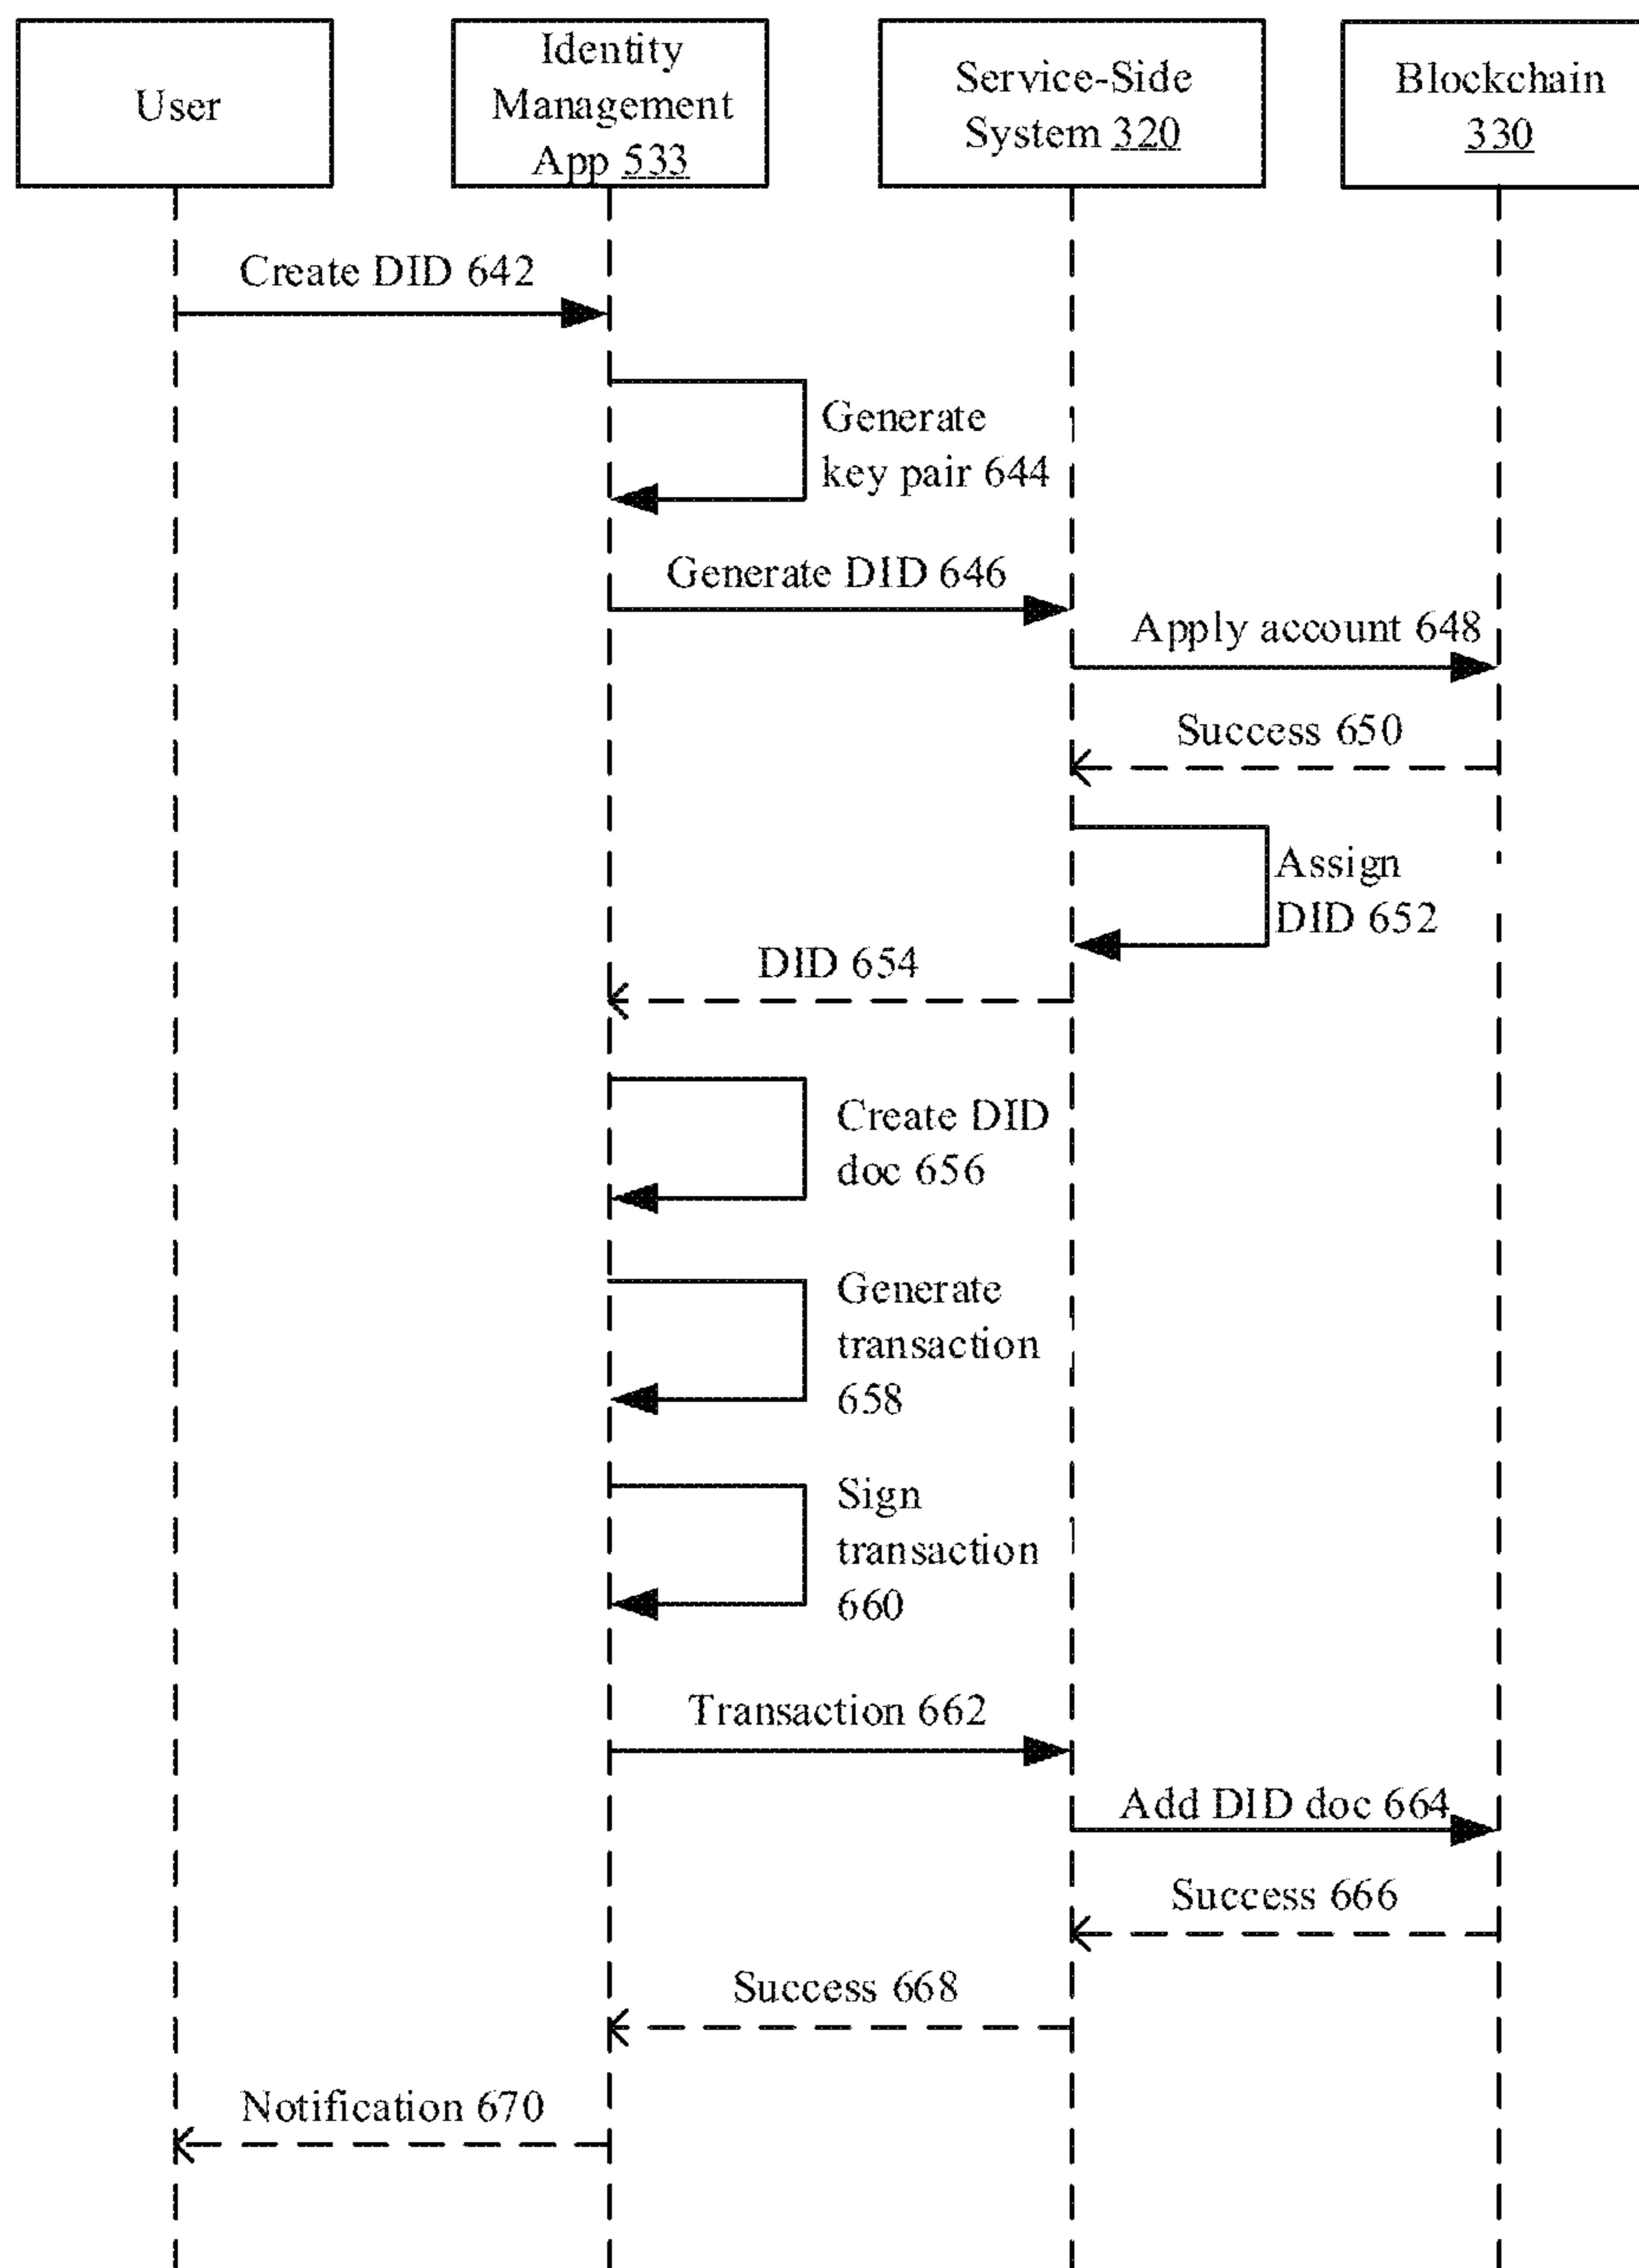 User
Identity
Management
App 533
Service-Side
System 320
Blockchain
330
Create DID 642
Generate
key pair 644
Generate DID 646
Apply account 648
Success 650
Assign
DID 652
DID 654
Create DID
doc 656
Generate
transaction
658
Sign
transaction
660
Transaction 662
Add DID doc 664
Success 666
Success 668
Notification 670